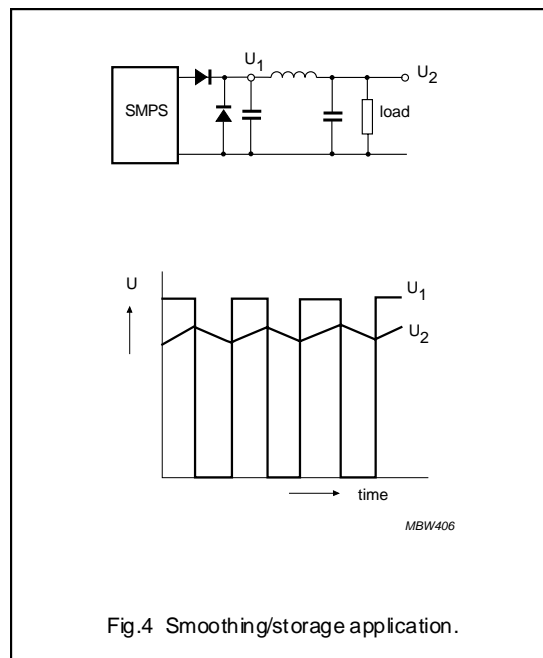 U1
U2
SMPS
load
U
U1
U2
time
MBW406
Fig.4 Smoothing/storage application.